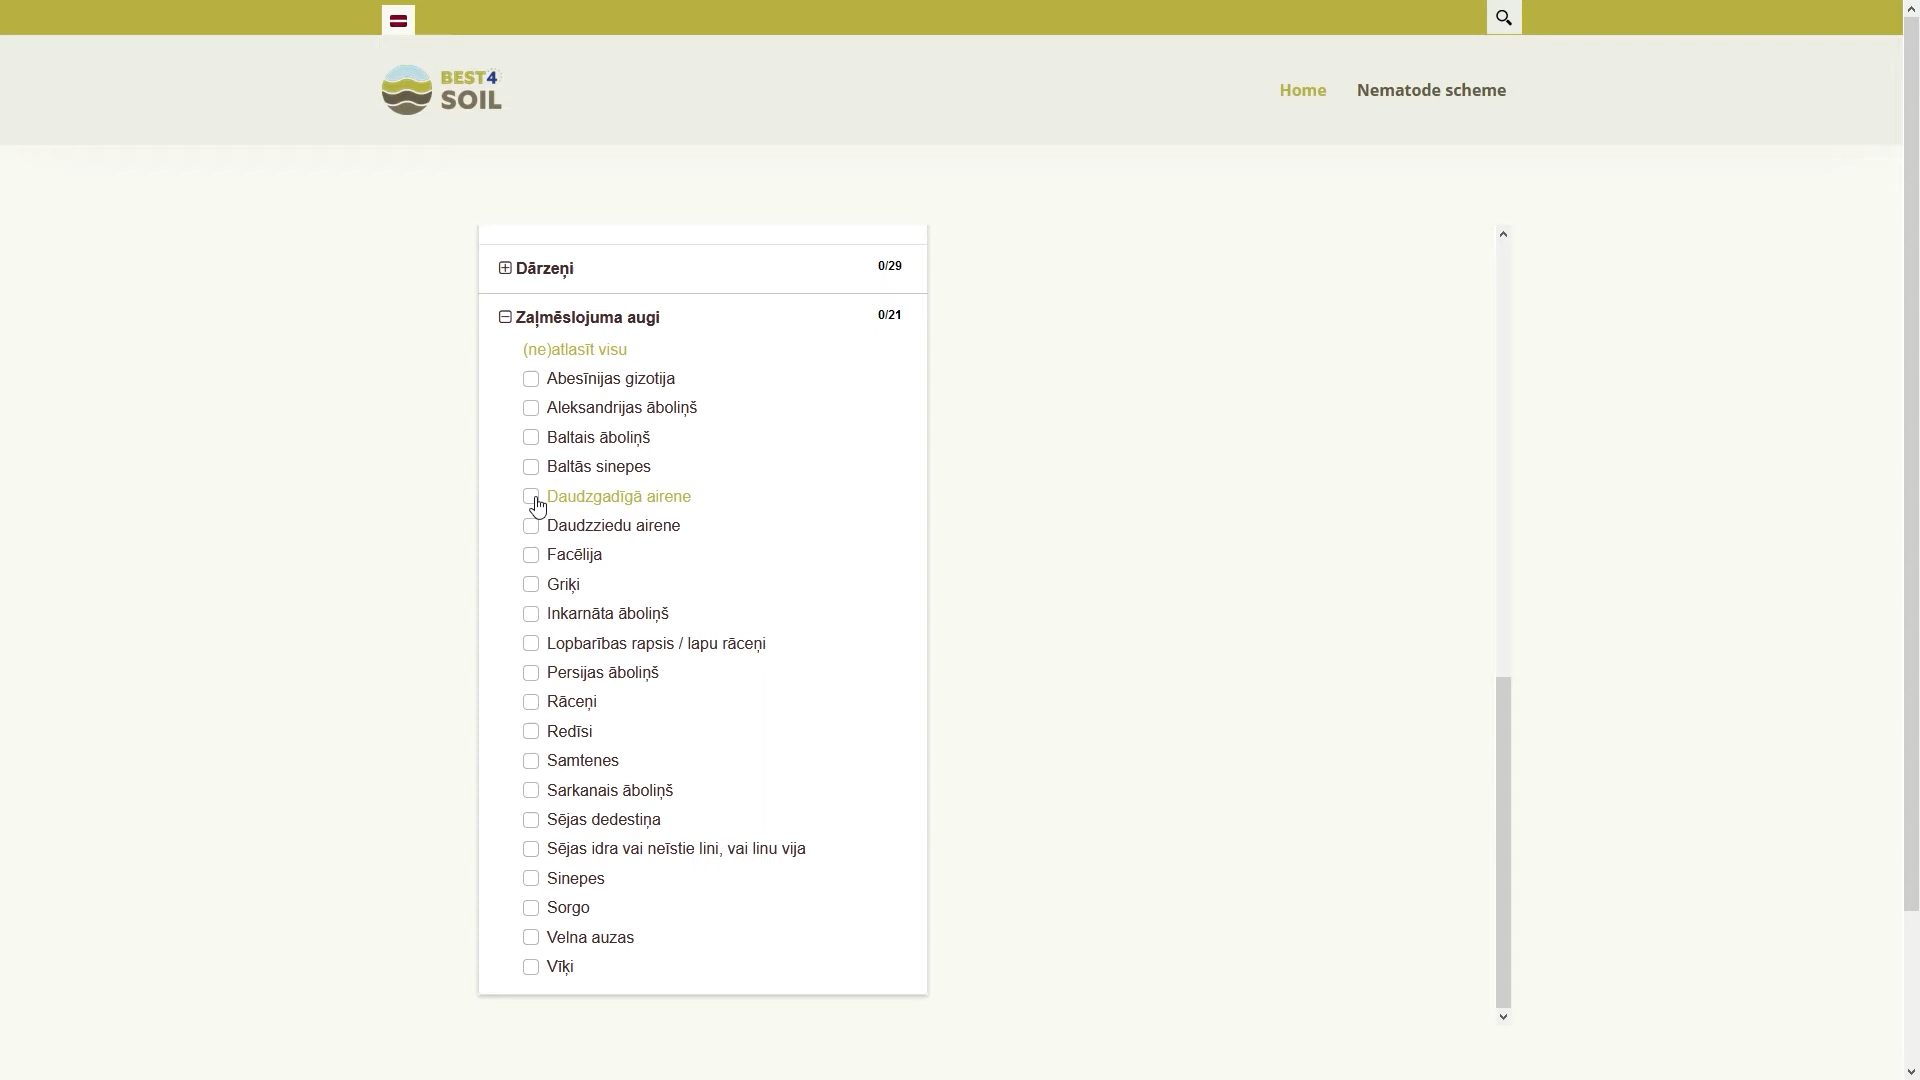 BEST4
SOIL
Home
Nematode scheme
Dārzeņi
0/29
Zaļmēslojuma augi
0/21
(ne)atlasīt visu
Abesīnijas gizotija
Aleksandrijas āboliņš
Baltais āboliņš
Baltās sinepes
Daudzgadīgā airene
Daudzziedu airene
Facēlija
Griķi
Inkarnāta āboliņš
Lopbarības rapsis / lapu rāceņi
Persijas āboliņš
Rāceņi
Redīsi
Samtenes
Sarkanais āboliņš
Sējas dedestiņa
Sējas idra vai neīstie lini, vai linu vija
Sinepes
Sorgo
Velna auzas
Vīķi